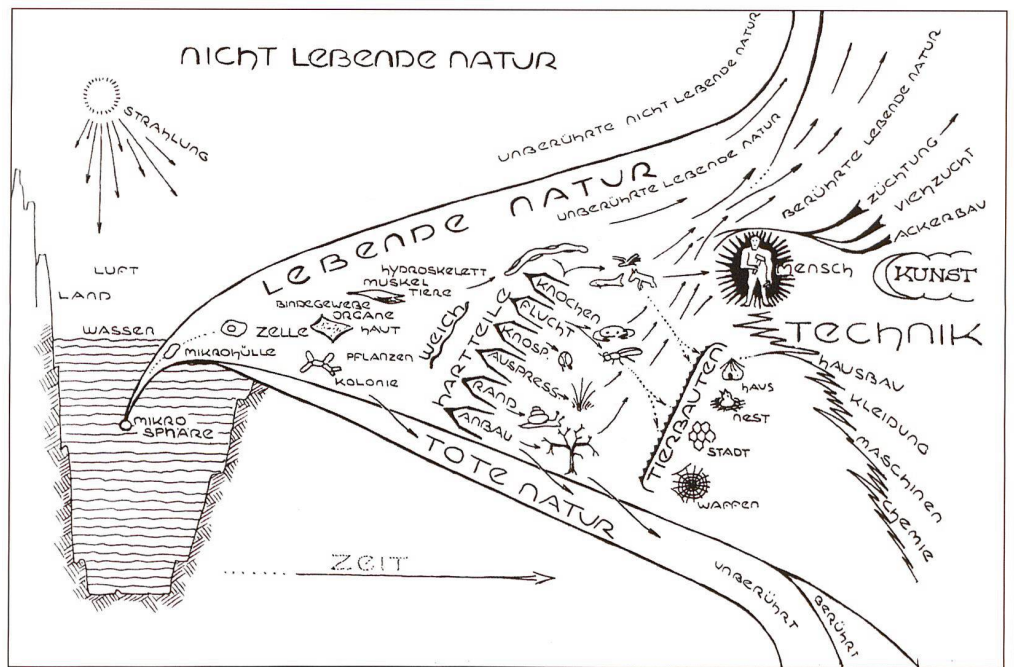 NICHT LEBENDE NATUR
STRAHLUNG
LUFT
LAND
WASSER
MIKRO
SPHÄRE
MIKROHÜLLE
ZELLE
LEBENDE NATUR
HYDROSKELETT
MUSKEL
TIERE
BINDEGEWEBE
ORGANE
HAUT
PFLANZEN
KOLONIE
WEICH
HARTTEILE
KNOCHEN
FLUCHT
KNOSP.
AUSPRESS
RAND
ANBAU
TOTE NATUR
ZEIT
UNBERÜHRTE NICHT LEBENDE NATUR
UNBERÜHRTE LEBENDE NATUR
BERÜHRTE LEBENDE NATUR
ZÜCHTUNG
VIEHZUCHT
ACKERBAU
MENSCH
KUNST
TECHNIK
HAUSBAU
KLEIDUNG
MASCHINEN
CHEMIE
TIERBAUTEN
HAUS
NEST
STADT
WAFFEN
UNBERÜHRT
BERÜHRT